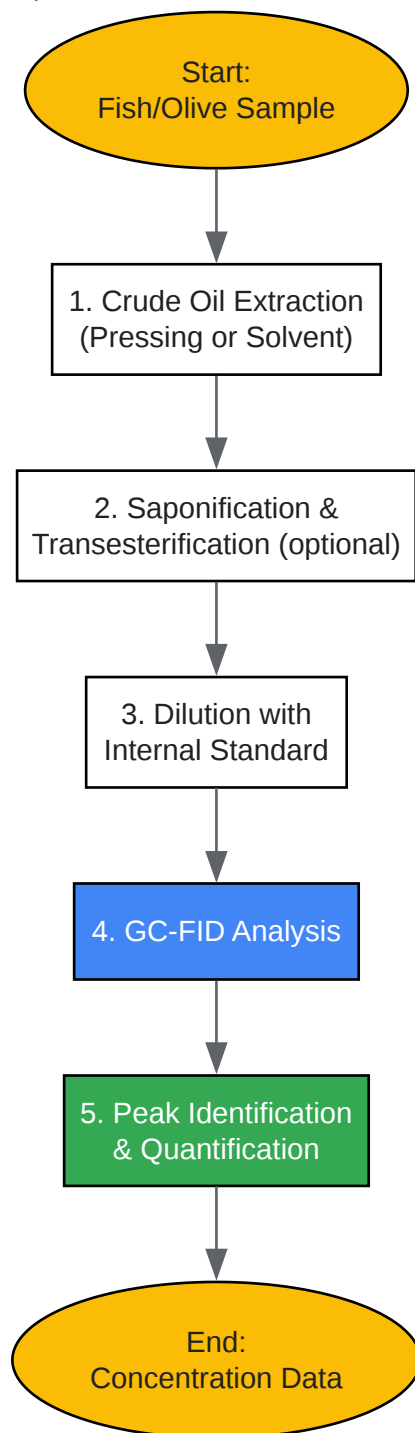 Start:
Fish/Olive Sample
1. Crude Oil Extraction
(Pressing or Solvent)
2. Saponification &
Transesterification (optional)
3. Dilution with
Internal Standard
4. GC-FID Analysis
5. Peak Identification
& Quantification
End:
Concentration Data